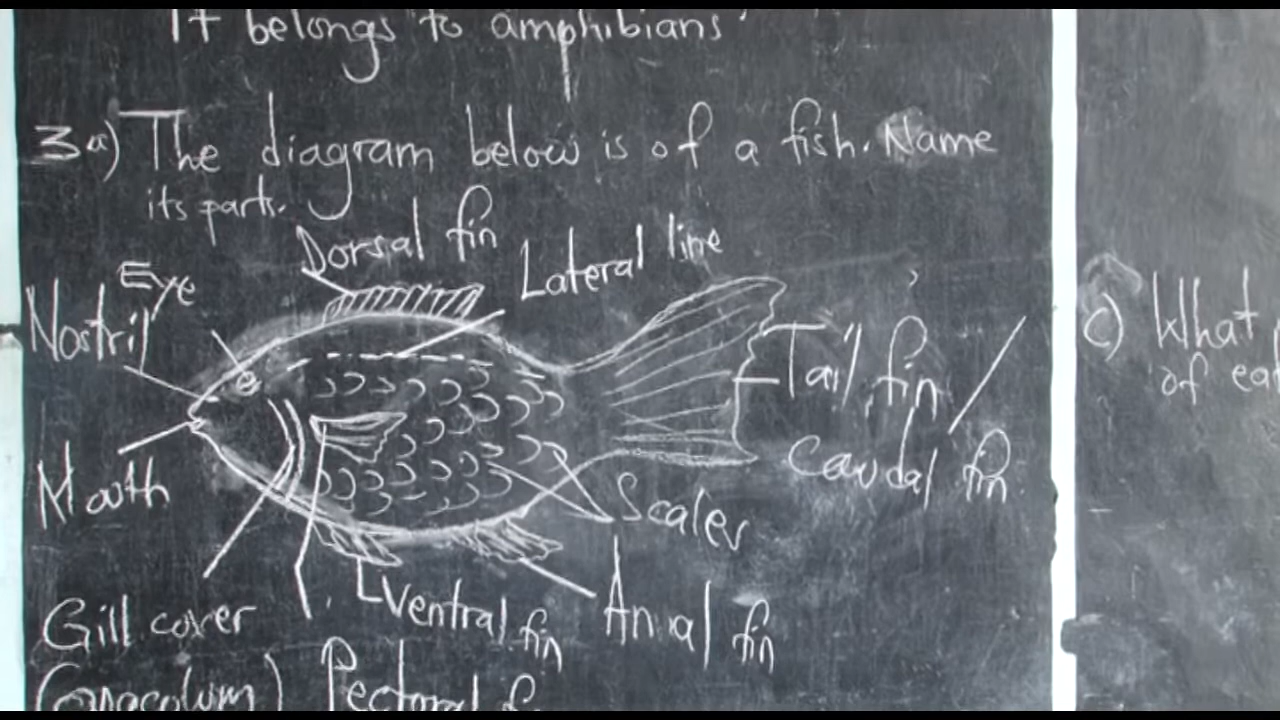 It belongs to amphibians
3a) The diagram below is of a fish. Name
its parts.
Dorsal fin
Lateral line
Eye
Nostril
Tail fin /
Caudal fin
Mouth
Scales
Gill cover
Ventral fin
Anal fin
Pectoral
c) What
of